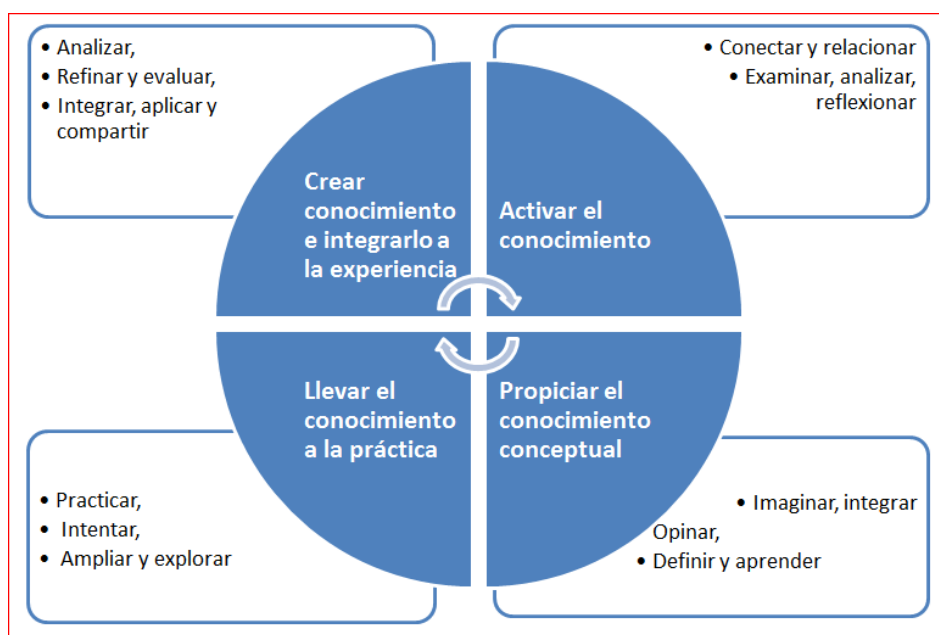 • Analizar,
• Refinar y evaluar,
• Integrar, aplicar y
compartir
• Conectar y relacionar
• Examinar, analizar,
reflexionar
Crear
conocimiento
e integrarlo a
la experiencia
Activar el
conocimiento
Llevar el
conocimiento
a la práctica
Propiciar el
conocimiento
conceptual
• Practicar,
• Intentar,
• Ampliar y explorar
• Imaginar, integrar
Opinar,
• Definir y aprender